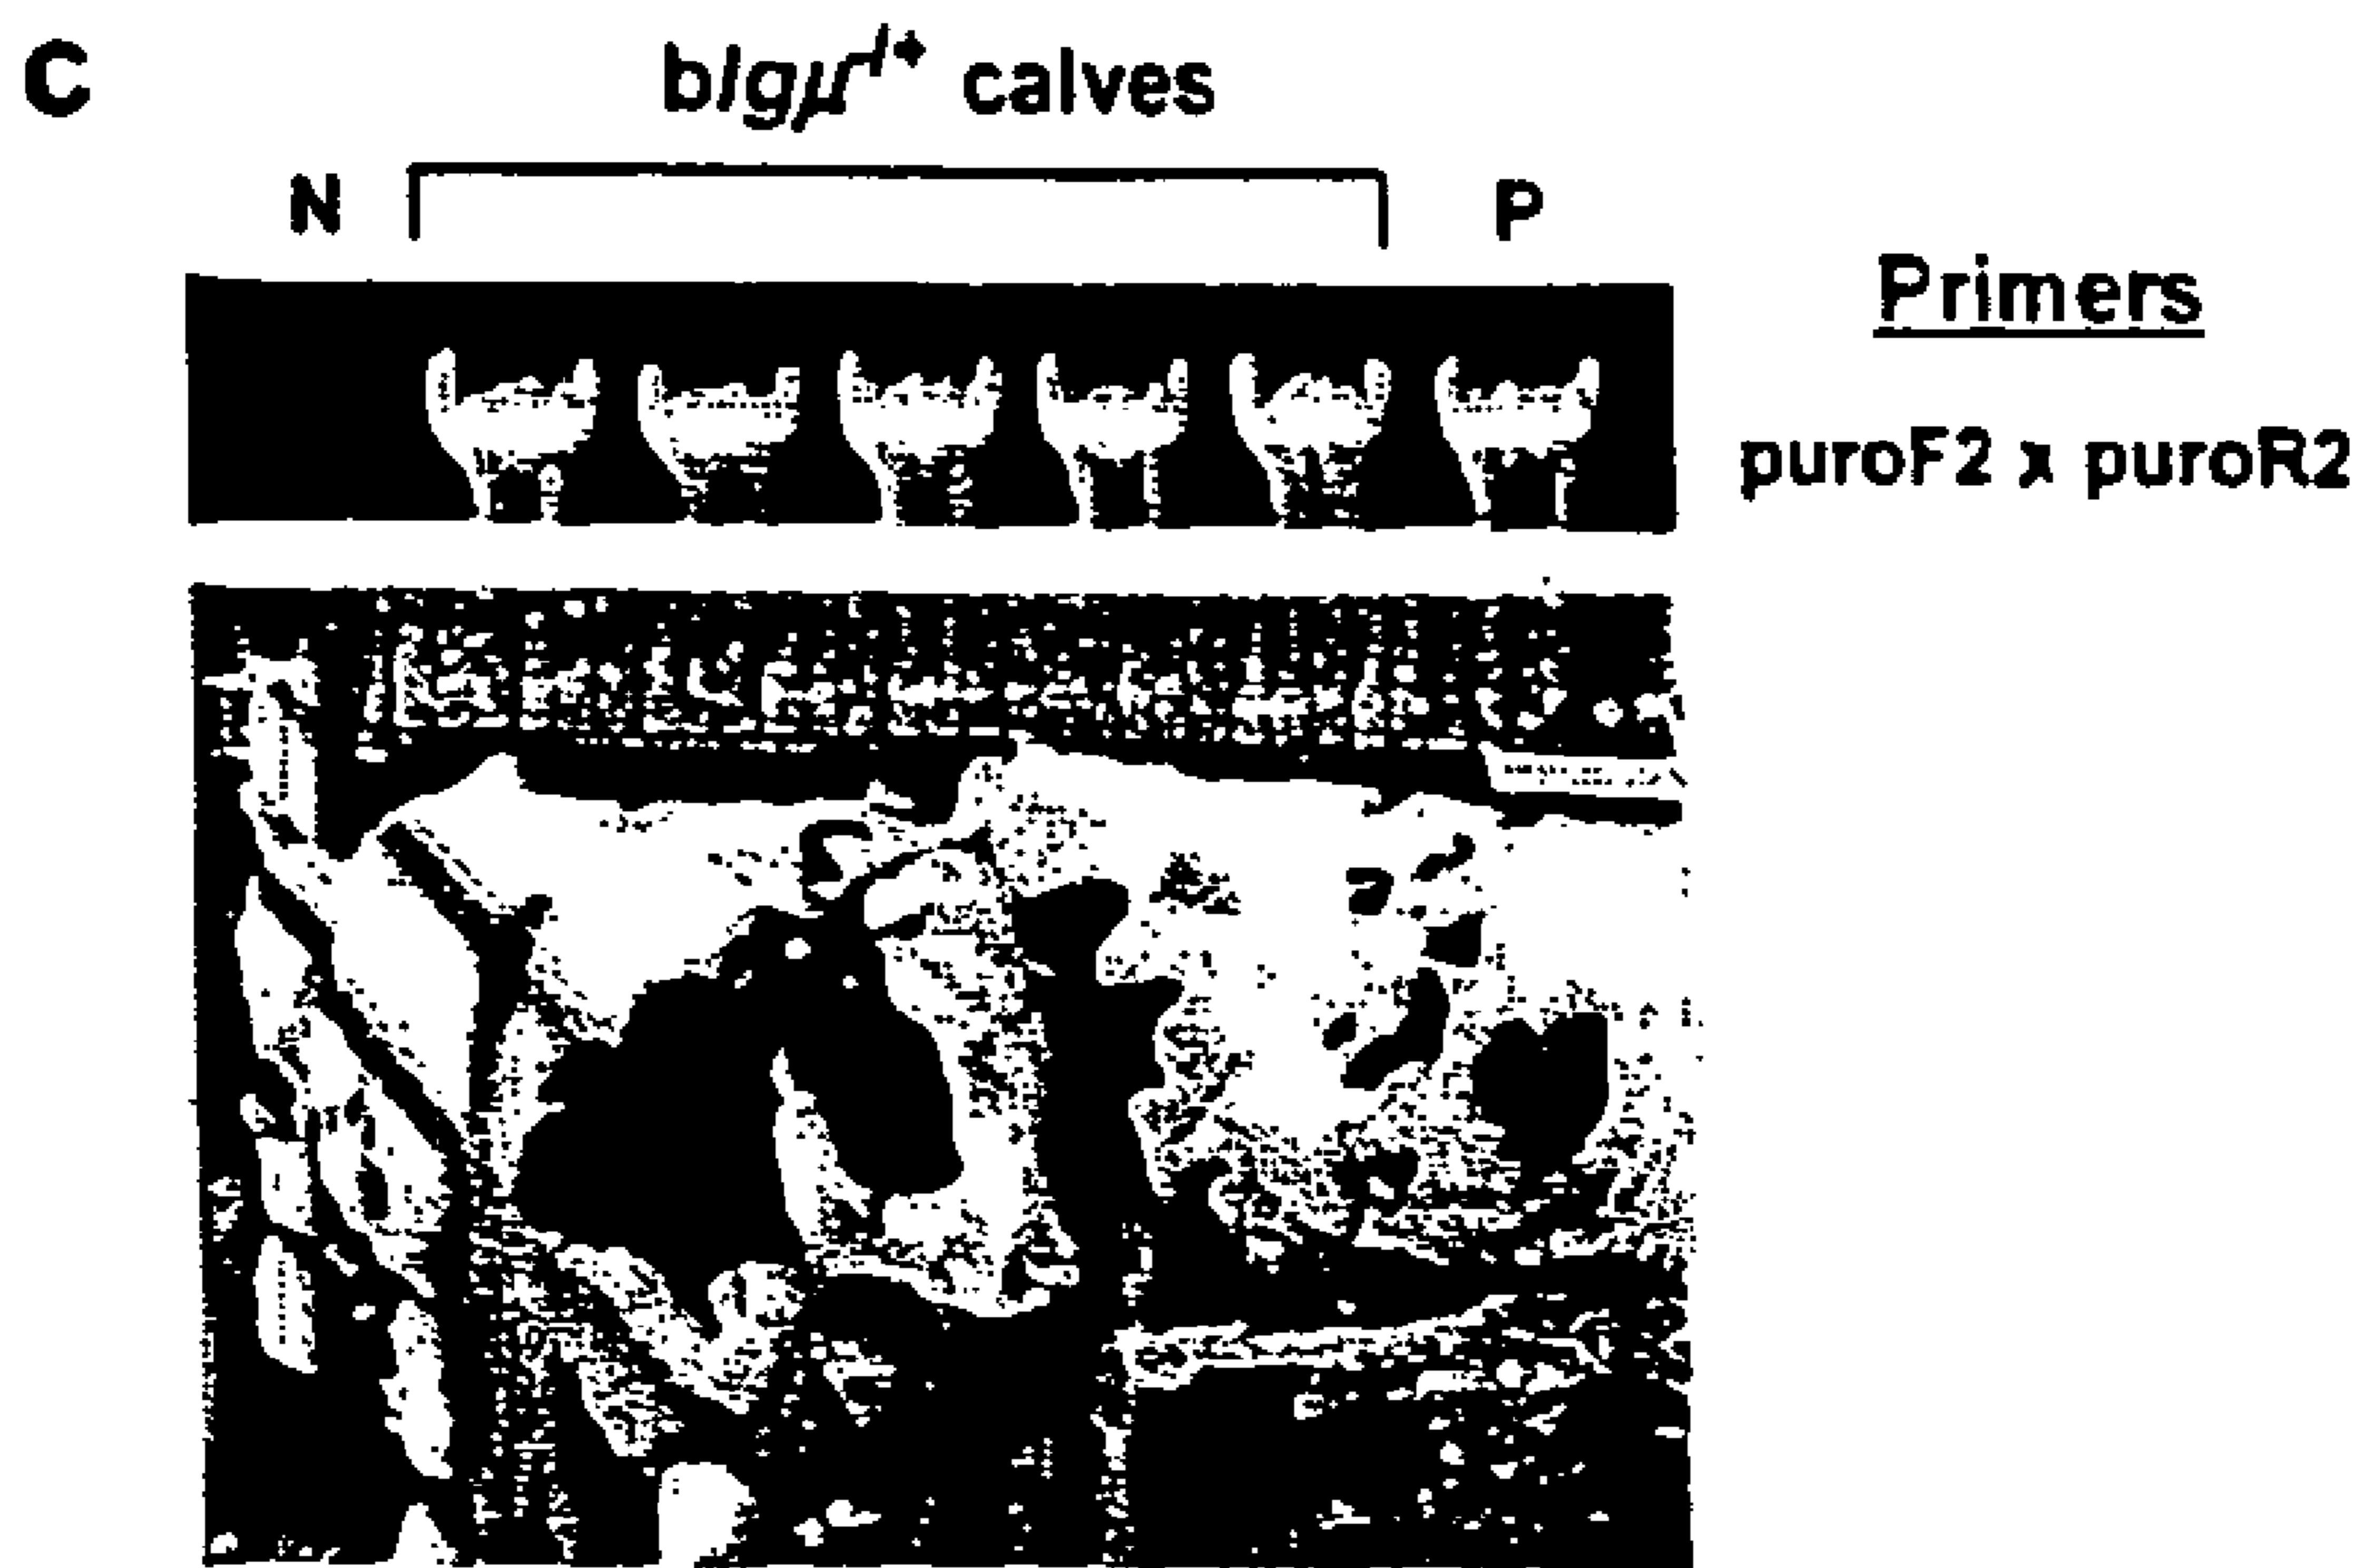 C
bIgμ-/+ calves
N
P
Primers
puroF2 x puroR2